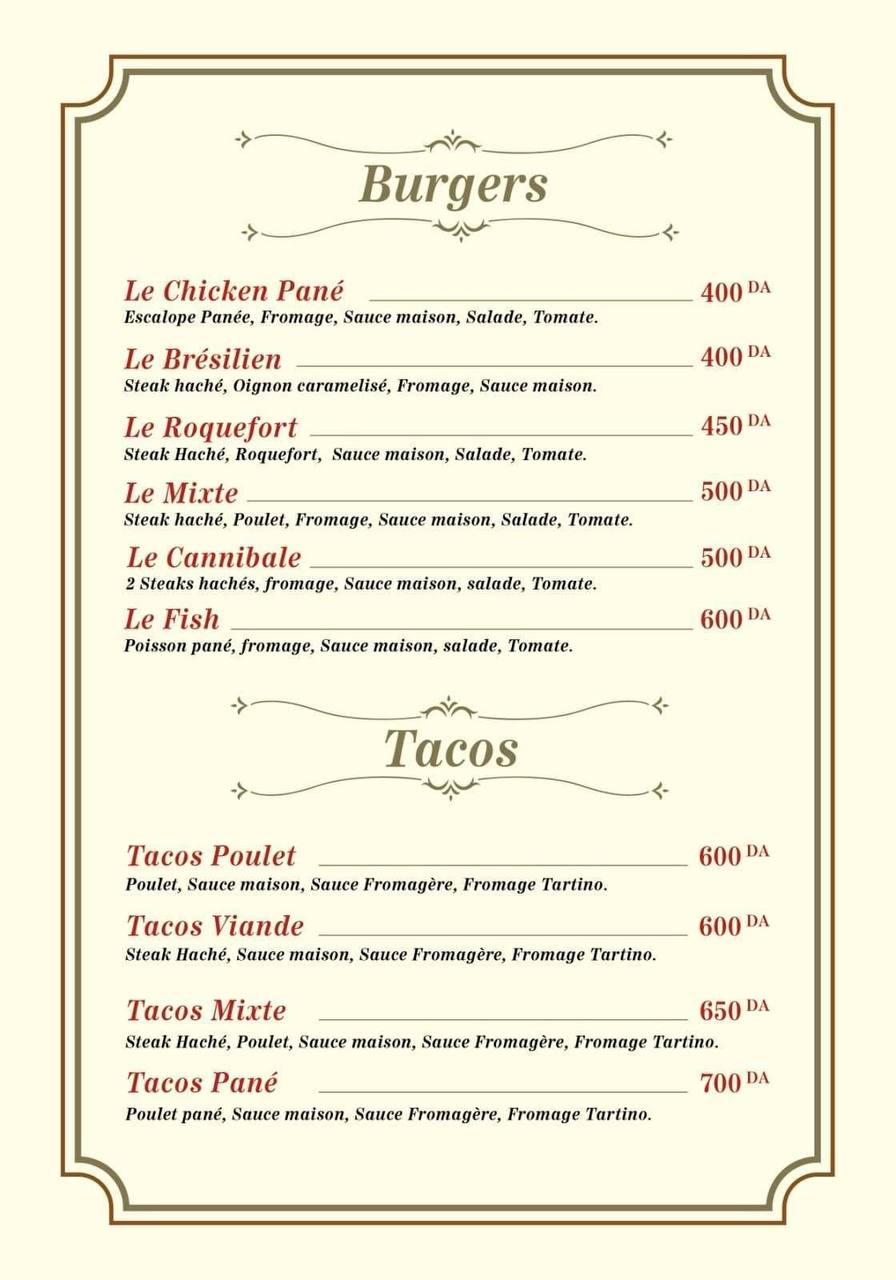 Burgers
Le Chicken Pané 400 DA
Escalope Panée, Fromage, Sauce maison, Salade, Tomate.
Le Brésilien 400 DA
Steak haché, Oignon caramelisé, Fromage, Sauce maison.
Le Roquefort 450 DA
Steak Haché, Roquefort, Sauce maison, Salade, Tomate.
Le Mixte 500 DA
Steak haché, Poulet, Fromage, Sauce maison, Salade, Tomate.
Le Cannibale 500 DA
2 Steaks hachés, fromage, Sauce maison, salade, Tomate.
Le Fish 600 DA
Poisson pané, fromage, Sauce maison, salade, Tomate.
Tacos
Tacos Poulet 600 DA
Poulet, Sauce maison, Sauce Fromagère, Fromage Tartino.
Tacos Viande 600 DA
Steak Haché, Sauce maison, Sauce Fromagère, Fromage Tartino.
Tacos Mixte 650 DA
Steak Haché, Poulet, Sauce maison, Sauce Fromagère, Fromage Tartino.
Tacos Pané 700 DA
Poulet pané, Sauce maison, Sauce Fromagère, Fromage Tartino.